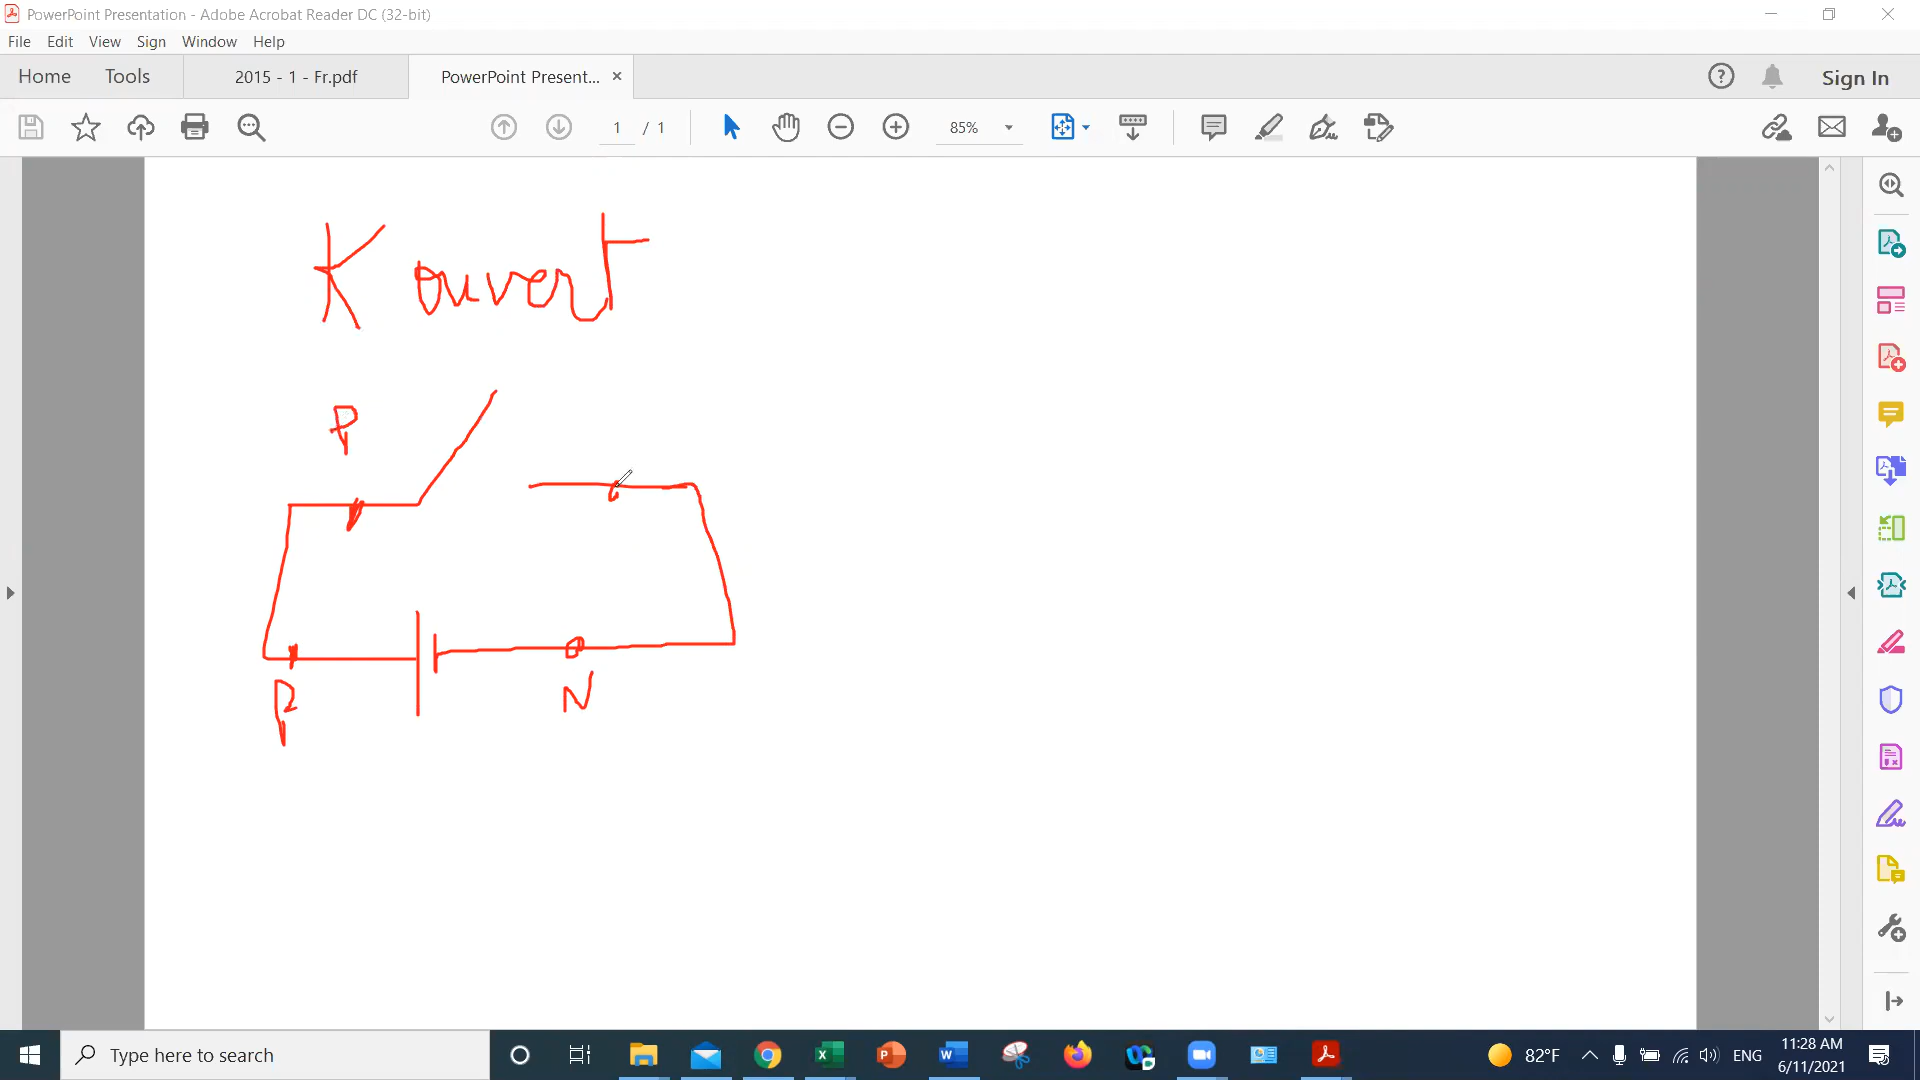 PowerPoint Presentation - Adobe Acrobat Reader DC (32-bit)
File Edit View Sign Window Help
Home Tools 2015 - 1 - Fr.pdf PowerPoint Present... Sign In
1 / 1 85%
K ouvert
P
P N
Type here to search 82°F ENG 11:28 AM
6/11/2021